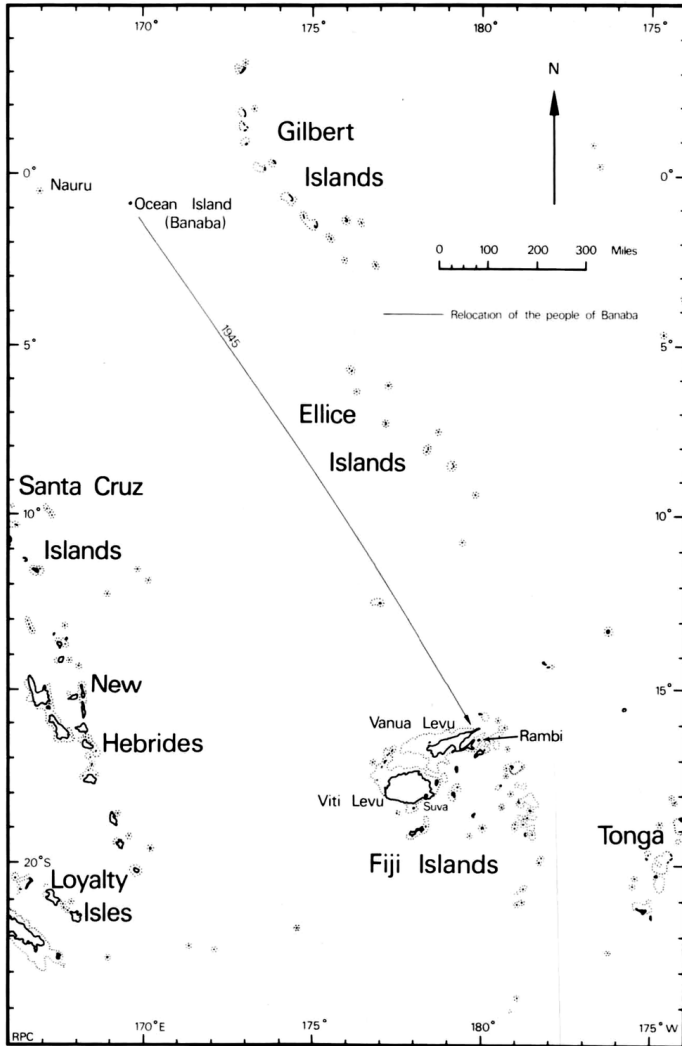 170°
175°
180°
175°
N
Gilbert
Islands
0°
0°
Nauru
Ocean Island
(Banaba)
0 100 200 300 Miles
Relocation of the people of Banaba
1945
5°
5°
Ellice
Islands
Santa Cruz
10°
10°
Islands
New
15°
15°
Hebrides
Vanua Levu
Rambi
Viti Levu
Suva
Fiji Islands
Tonga
20°S
20°
Loyalty
Isles
RPC
170°E
175°
180°
175°W